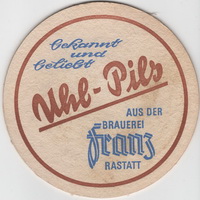 bekannt
und
beliebt
Uhl-Pils
AUS DER
BRAUEREI
Franz
RASTATT